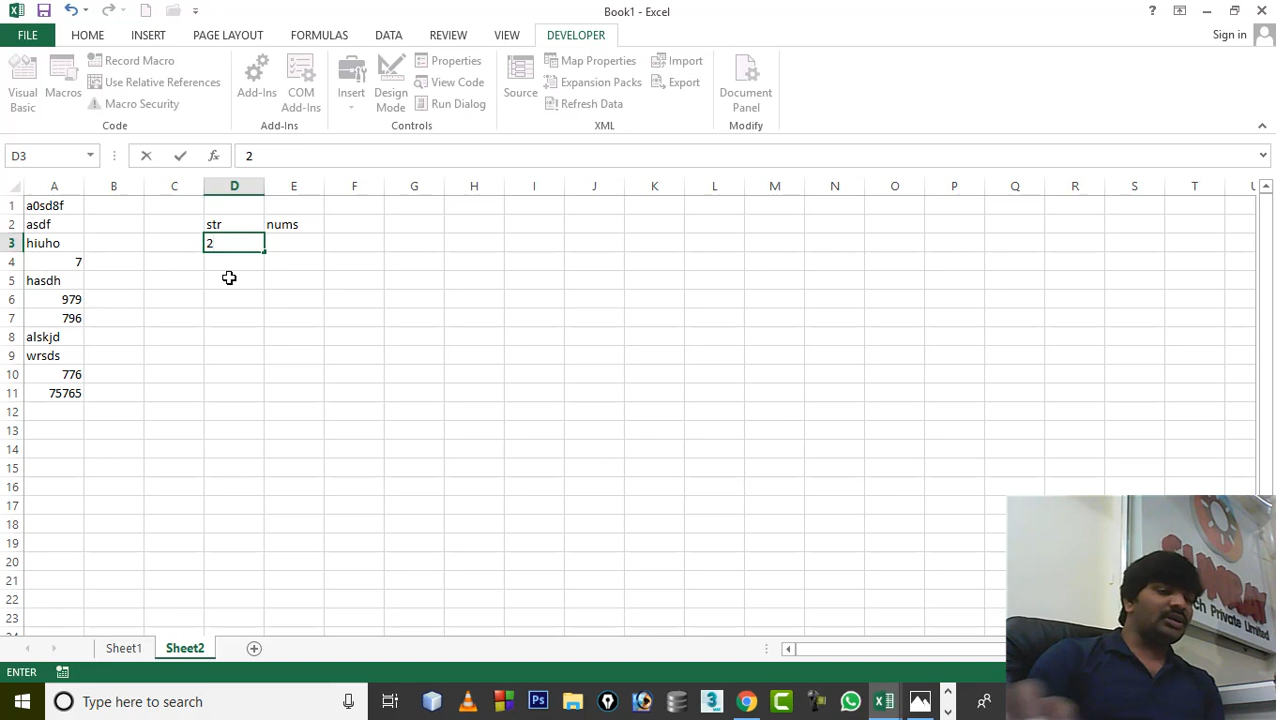 Book1 - Excel
?
FILE HOME INSERT PAGE LAYOUT FORMULAS DATA REVIEW VIEW DEVELOPER Sign in
Visual Basic
Macros
Record Macro
Use Relative References
Macro Security
Code
Add-Ins
COM Add-Ins
Add-Ins
Insert
Design Mode
Properties
View Code
Run Dialog
Controls
Source
Map Properties
Expansion Packs
Refresh Data
Import
Export
XML
Document Panel
Modify
D3 fx 2
A B C D E F G H I J K L M N O P Q R S T
1 a0sd8f
2 asdf str nums
3 hiuho 2
4 7
5 hasdh
6 979
7 796
8 alskjd
9 wrsds
10 776
11 75765
12
13
14
15
16
17
18
19
20
21
22
23
Sheet1 Sheet2
ENTER
Type here to search
Ps
3
ch Private Limited